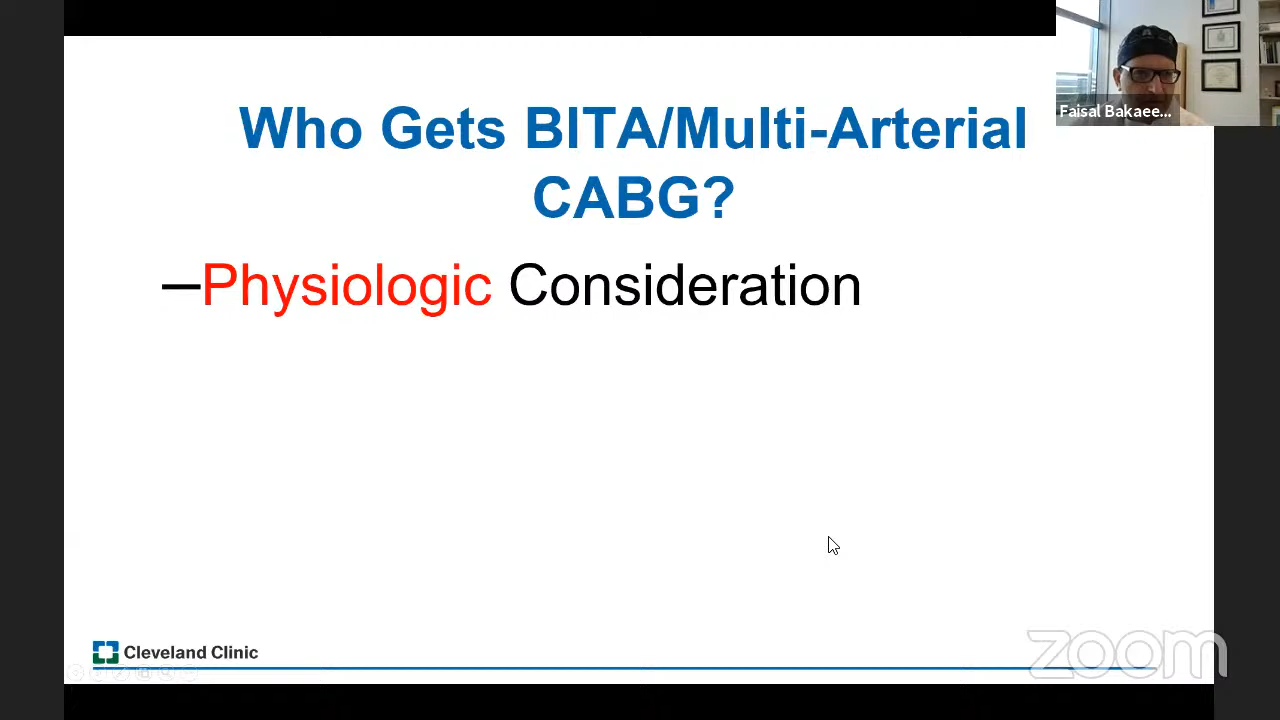 Who Gets BITA/Multi-Arterial
CABG?
Faisal Bakaee...
–Physiologic Consideration
Cleveland Clinic
zoom